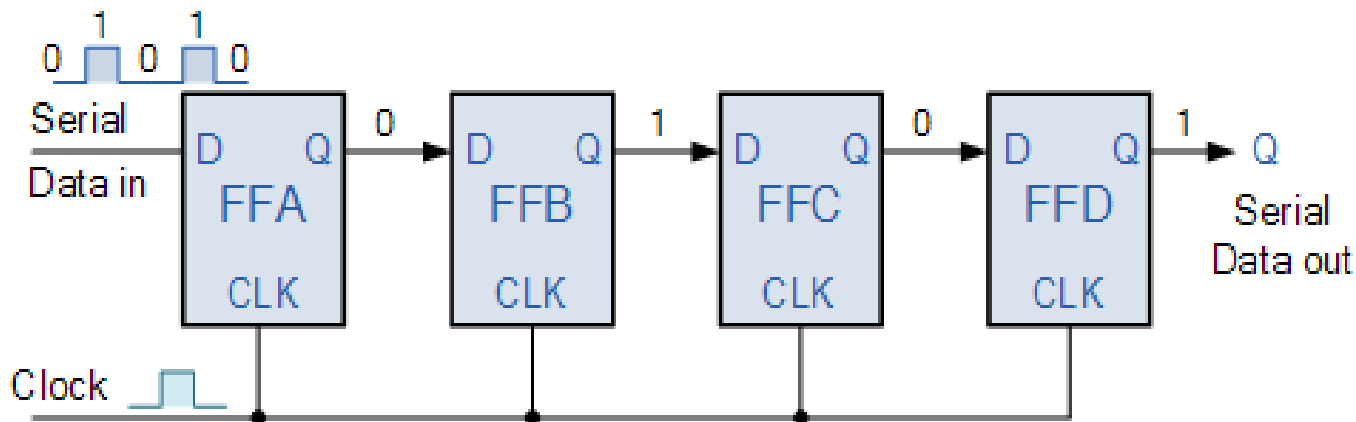 0 1 0 1 0
Serial
Data in
D Q
FFA
CLK
0
D Q
FFB
CLK
1
D Q
FFC
CLK
0
D Q
FFD
CLK
1
Q
Serial
Data out
Clock